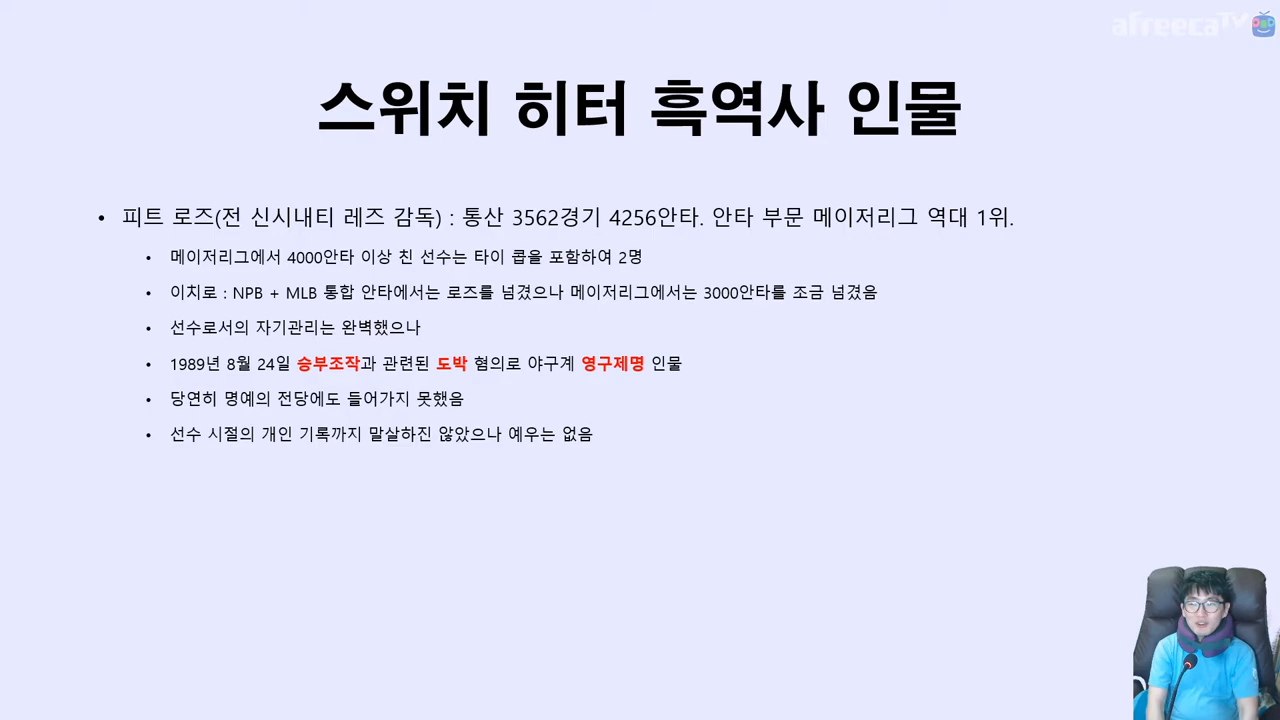 afreecaTV
스위치 히터 흑역사 인물
• 피트 로즈(전 신시내티 레즈 감독) : 통산 3562경기 4256안타. 안타 부문 메이저리그 역대 1위.
• 메이저리그에서 4000안타 이상 친 선수는 타이 콥을 포함하여 2명
• 이치로 : NPB + MLB 통합 안타에서는 로즈를 넘겼으나 메이저리그에서는 3000안타를 조금 넘겼음
• 선수로서의 자기관리는 완벽했으나
• 1989년 8월 24일 승부조작과 관련된 도박 혐의로 야구계 영구제명 인물
• 당연히 명예의 전당에도 들어가지 못했음
• 선수 시절의 개인 기록까지 말살하진 않았으나 예우는 없음